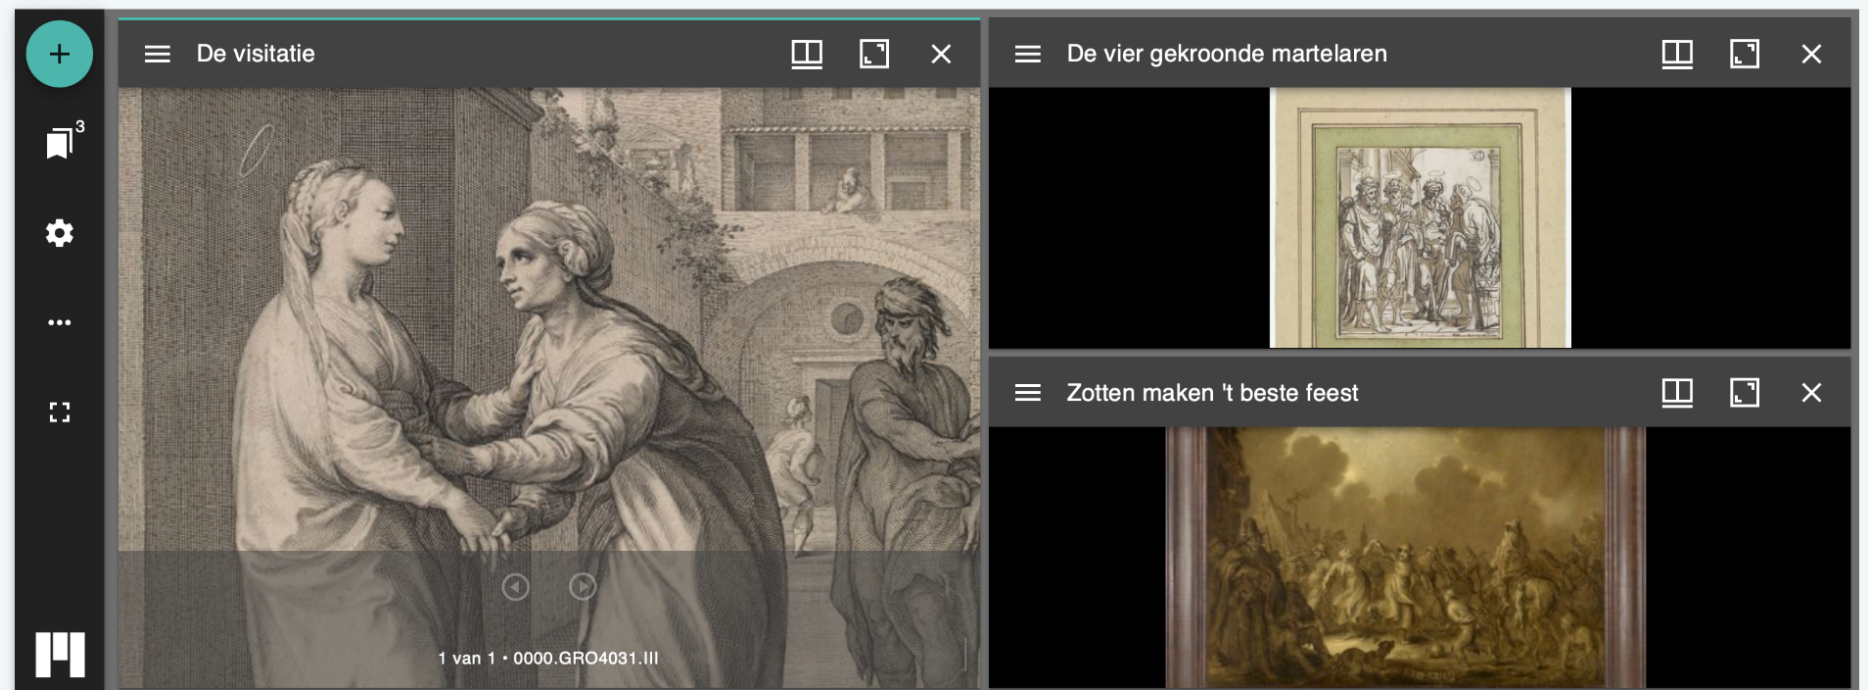 3
De visitatie
1 van 1 • 0000.GRO4031.III
De vier gekroonde martelaren
Zotten maken 't beste feest